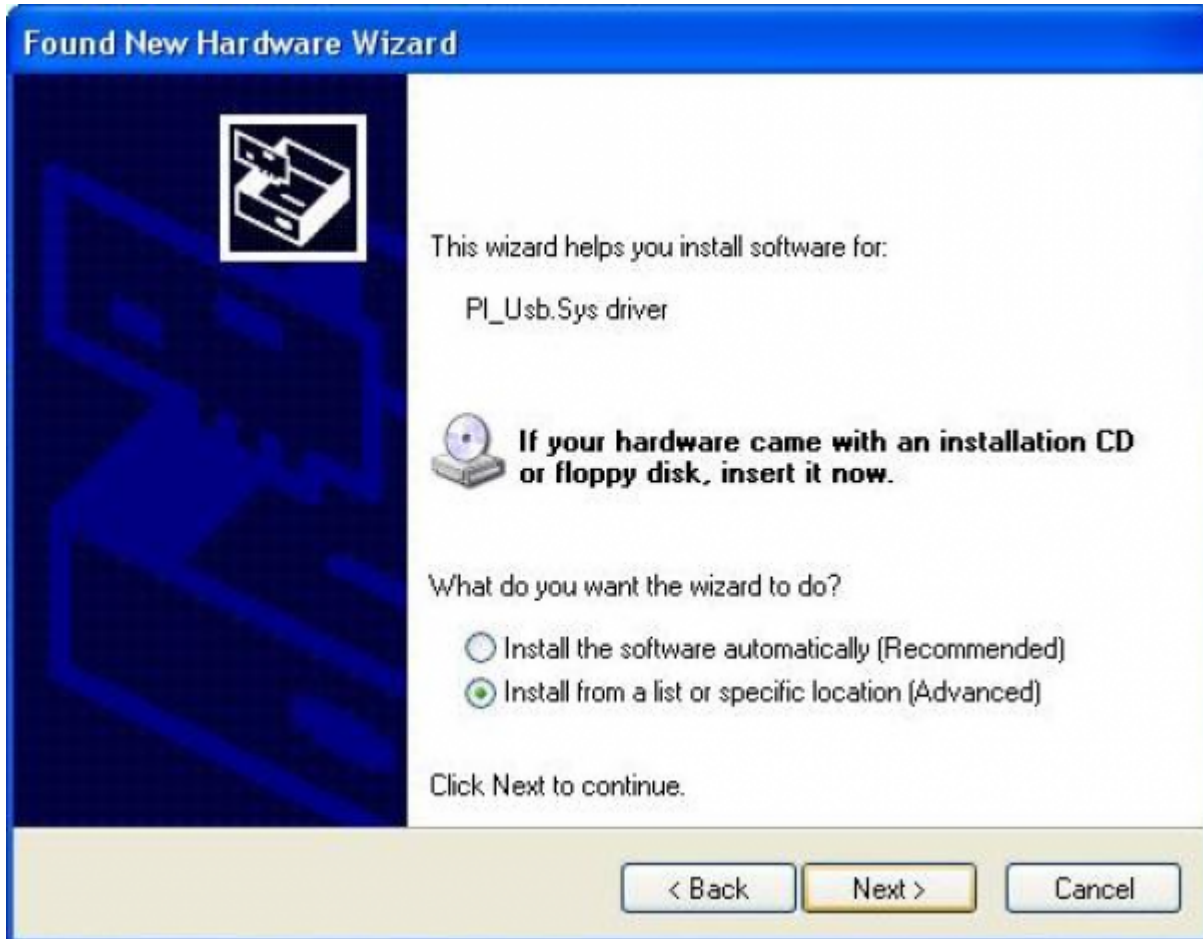 Found New Hardware Wizard
This wizard helps you install software for:
PI_Usb.Sys driver
If your hardware came with an installation CD
or floppy disk, insert it now.
What do you want the wizard to do?
Install the software automatically (Recommended)
Install from a list or specific location (Advanced)
Click Next to continue.
< Back
Next >
Cancel